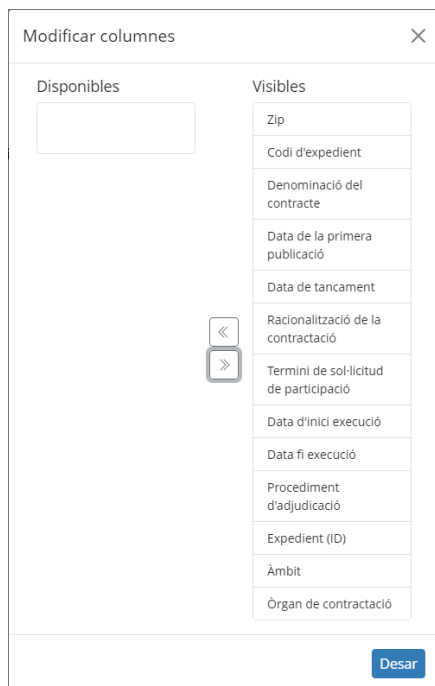 Modificar columnes
Disponibles
Visibles
Zip
Codi d'expedient
Denominació del
contracte
Data de la primera
publicació
Data de tancament
Racionalització de la
contractació
Termini de sol·licitud
de participació
Data d'inici execució
Data fi execució
Procediment
d'adjudicació
Expedient (ID)
Àmbit
Òrgan de contractació
Desar